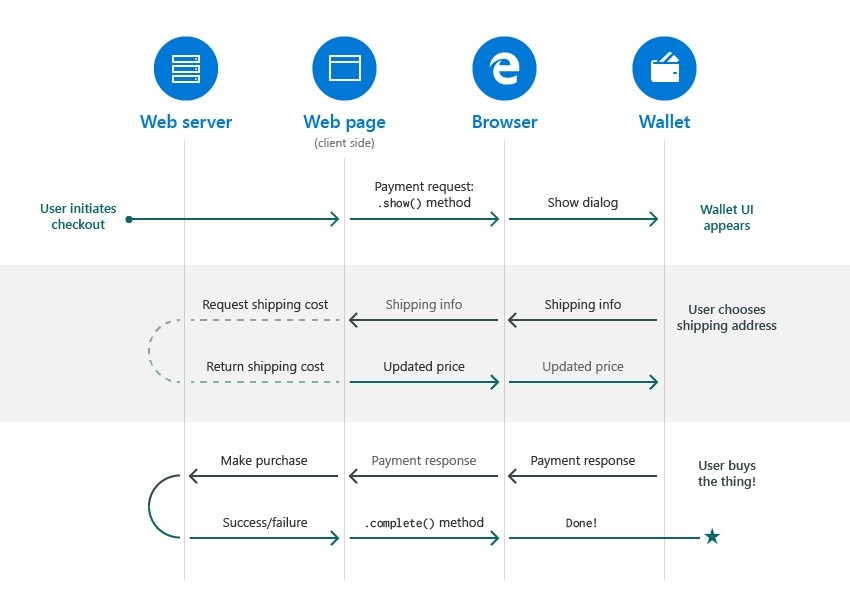 Web server
Web page
(client side)
Browser
Wallet
User initiates
checkout
Payment request:
.show() method
Show dialog
Wallet UI
appears
Request shipping cost
Shipping info
Shipping info
User chooses
shipping address
Return shipping cost
Updated price
Updated price
Make purchase
Payment response
Payment response
User buys
the thing!
Success/failure
.complete() method
Done!